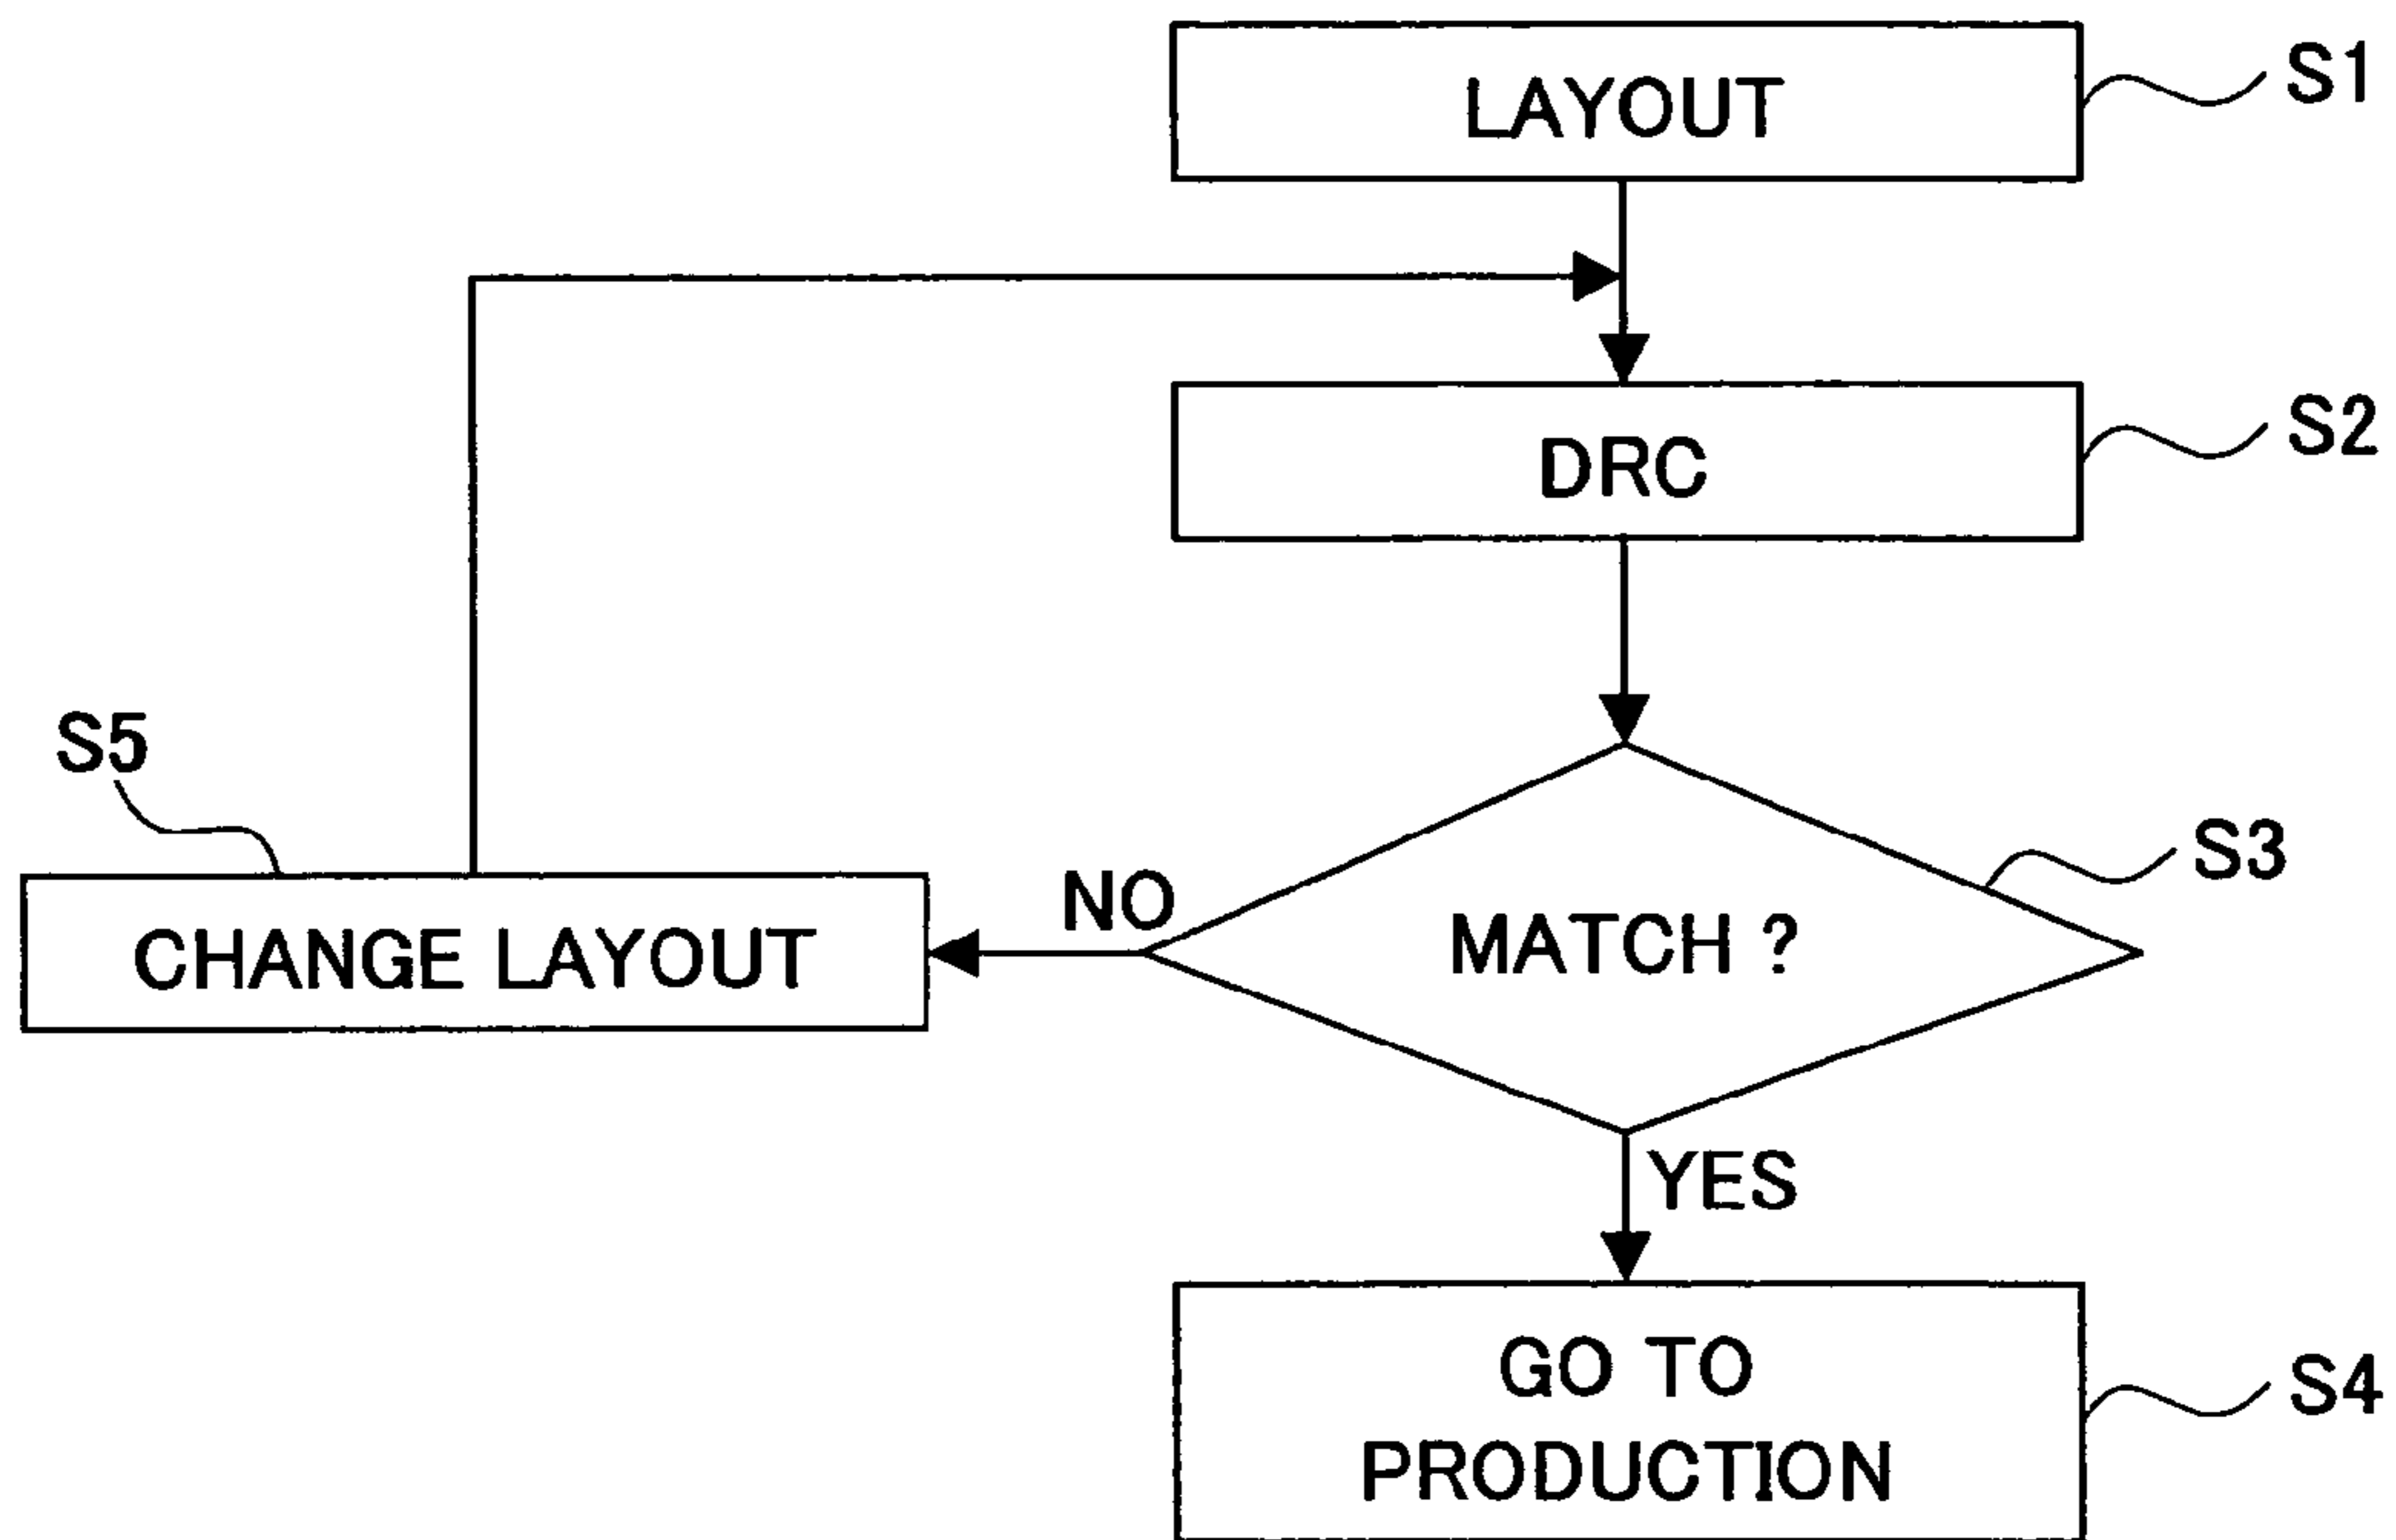 LAYOUT
S1
DRC
S2
S5
S3
NO
MATCH ?
CHANGE LAYOUT
YES
GO TO
PRODUCTION
S4